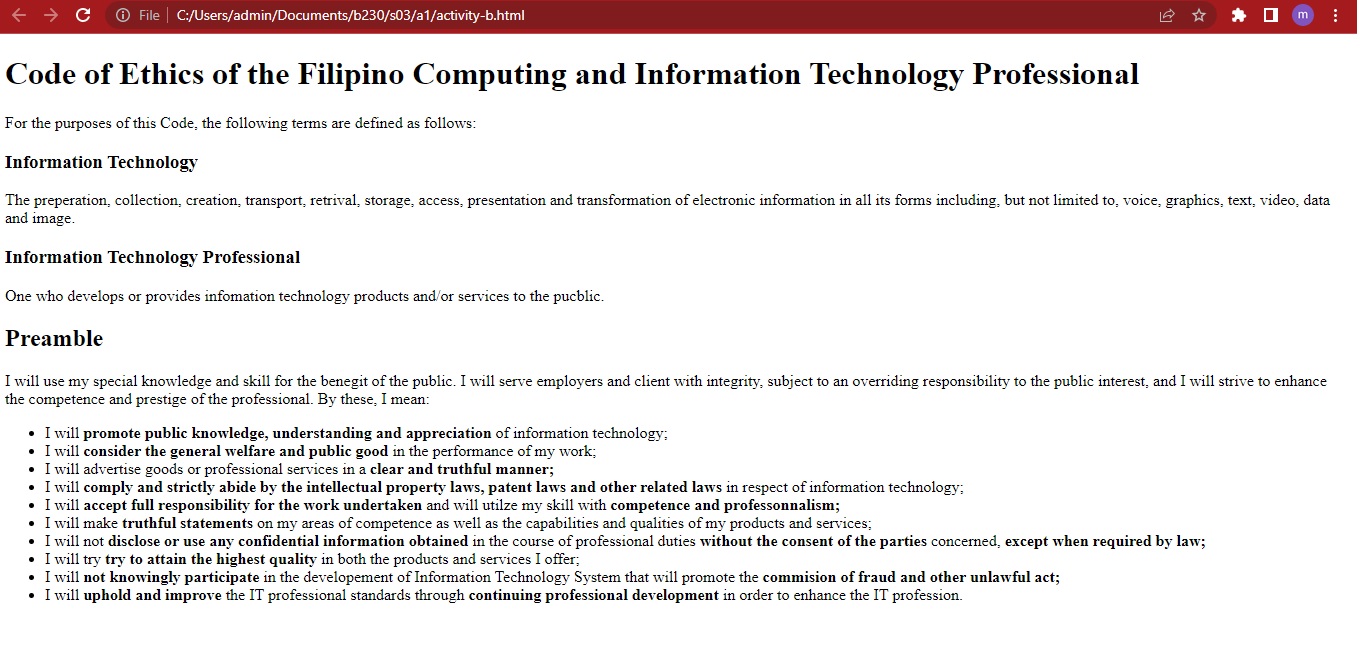 File C:/Users/admin/Documents/b230/s03/a1/activity-b.html m
Code of Ethics of the Filipino Computing and Information Technology Professional
For the purposes of this Code, the following terms are defined as follows:
Information Technology
The preperation, collection, creation, transport, retrival, storage, access, presentation and transformation of electronic information in all its forms including, but not limited to, voice, graphics, text, video, data
and image.
Information Technology Professional
One who develops or provides infomation technology products and/or services to the pucblic.
Preamble
I will use my special knowledge and skill for the benegit of the public. I will serve employers and client with integrity, subject to an overriding responsibility to the public interest, and I will strive to enhance
the competence and prestige of the professional. By these, I mean:
• I will promote public knowledge, understanding and appreciation of information technology;
• I will consider the general welfare and public good in the performance of my work;
• I will advertise goods or professional services in a clear and truthful manner;
• I will comply and strictly abide by the intellectual property laws, patent laws and other related laws in respect of information technology;
• I will accept full responsibility for the work undertaken and will utilze my skill with competence and professonnalism;
• I will make truthful statements on my areas of competence as well as the capabilities and qualities of my products and services;
• I will not disclose or use any confidential information obtained in the course of professional duties without the consent of the parties concerned, except when required by law;
• I will try try to attain the highest quality in both the products and services I offer;
• I will not knowingly participate in the developement of Information Technology System that will promote the commision of fraud and other unlawful act;
• I will uphold and improve the IT professional standards through continuing professional development in order to enhance the IT profession.